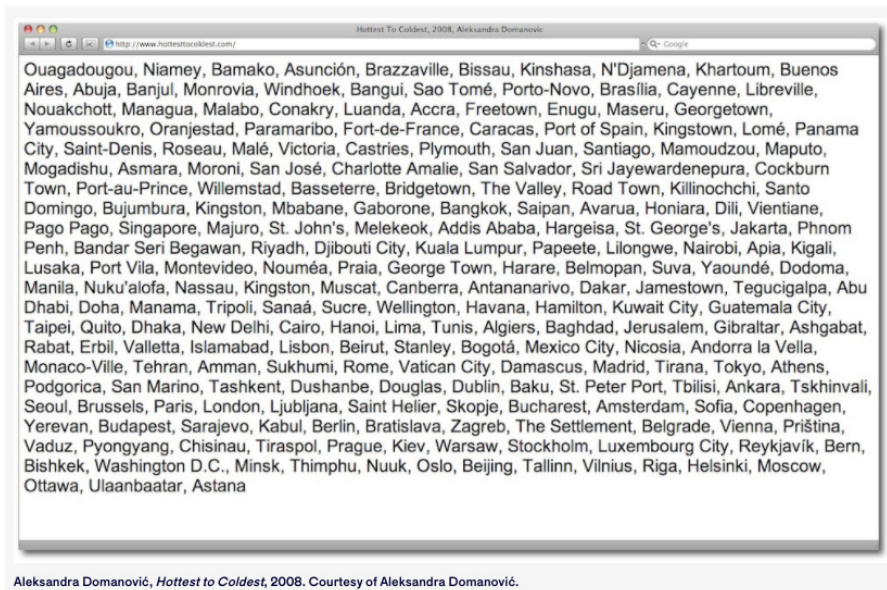 Hottest To Coldest, 2008, Aleksandra Domanovic
http://www.hottesttocoldest.com/
Google
Ouagadougou, Niamey, Bamako, Asunción, Brazzaville, Bissau, Kinshasa, N'Djamena, Khartoum, Buenos
Aires, Abuja, Banjul, Monrovia, Windhoek, Bangui, Sao Tomé, Porto-Novo, Brasília, Cayenne, Libreville,
Nouakchott, Managua, Malabo, Conakry, Luanda, Accra, Freetown, Enugu, Maseru, Georgetown,
Yamoussoukro, Oranjestad, Paramaribo, Fort-de-France, Caracas, Port of Spain, Kingstown, Lomé, Panama
City, Saint-Denis, Roseau, Malé, Victoria, Castries, Plymouth, San Juan, Santiago, Mamoudzou, Maputo,
Mogadishu, Asmara, Moroni, San José, Charlotte Amalie, San Salvador, Sri Jayewardenepura, Cockburn
Town, Port-au-Prince, Willemstad, Basseterre, Bridgetown, The Valley, Road Town, Killinochchi, Santo
Domingo, Bujumbura, Kingston, Mbabane, Gaborone, Bangkok, Saipan, Avarua, Honiara, Dili, Vientiane,
Pago Pago, Singapore, Majuro, St. John's, Melekeok, Addis Ababa, Hargeisa, St. George's, Jakarta, Phnom
Penh, Bandar Seri Begawan, Riyadh, Djibouti City, Kuala Lumpur, Papeete, Lilongwe, Nairobi, Apia, Kigali,
Lusaka, Port Vila, Montevideo, Nouméa, Praia, George Town, Harare, Belmopan, Suva, Yaoundé, Dodoma,
Manila, Nuku'alofa, Nassau, Kingston, Muscat, Canberra, Antananarivo, Dakar, Jamestown, Tegucigalpa, Abu
Dhabi, Doha, Manama, Tripoli, Sanaá, Sucre, Wellington, Havana, Hamilton, Kuwait City, Guatemala City,
Taipei, Quito, Dhaka, New Delhi, Cairo, Hanoi, Lima, Tunis, Algiers, Baghdad, Jerusalem, Gibraltar, Ashgabat,
Rabat, Erbil, Valletta, Islamabad, Lisbon, Beirut, Stanley, Bogotá, Mexico City, Nicosia, Andorra la Vella,
Monaco-Ville, Tehran, Amman, Sukhumi, Rome, Vatican City, Damascus, Madrid, Tirana, Tokyo, Athens,
Podgorica, San Marino, Tashkent, Dushanbe, Douglas, Dublin, Baku, St. Peter Port, Tbilisi, Ankara, Tskhinvali,
Seoul, Brussels, Paris, London, Ljubljana, Saint Helier, Skopje, Bucharest, Amsterdam, Sofia, Copenhagen,
Yerevan, Budapest, Sarajevo, Kabul, Berlin, Bratislava, Zagreb, The Settlement, Belgrade, Vienna, Priština,
Vaduz, Pyongyang, Chisinau, Tiraspol, Prague, Kiev, Warsaw, Stockholm, Luxembourg City, Reykjavík, Bern,
Bishkek, Washington D.C., Minsk, Thimphu, Nuuk, Oslo, Beijing, Tallinn, Vilnius, Riga, Helsinki, Moscow,
Ottawa, Ulaanbaatar, Astana
Aleksandra Domanović, Hottest to Coldest, 2008. Courtesy of Aleksandra Domanović.